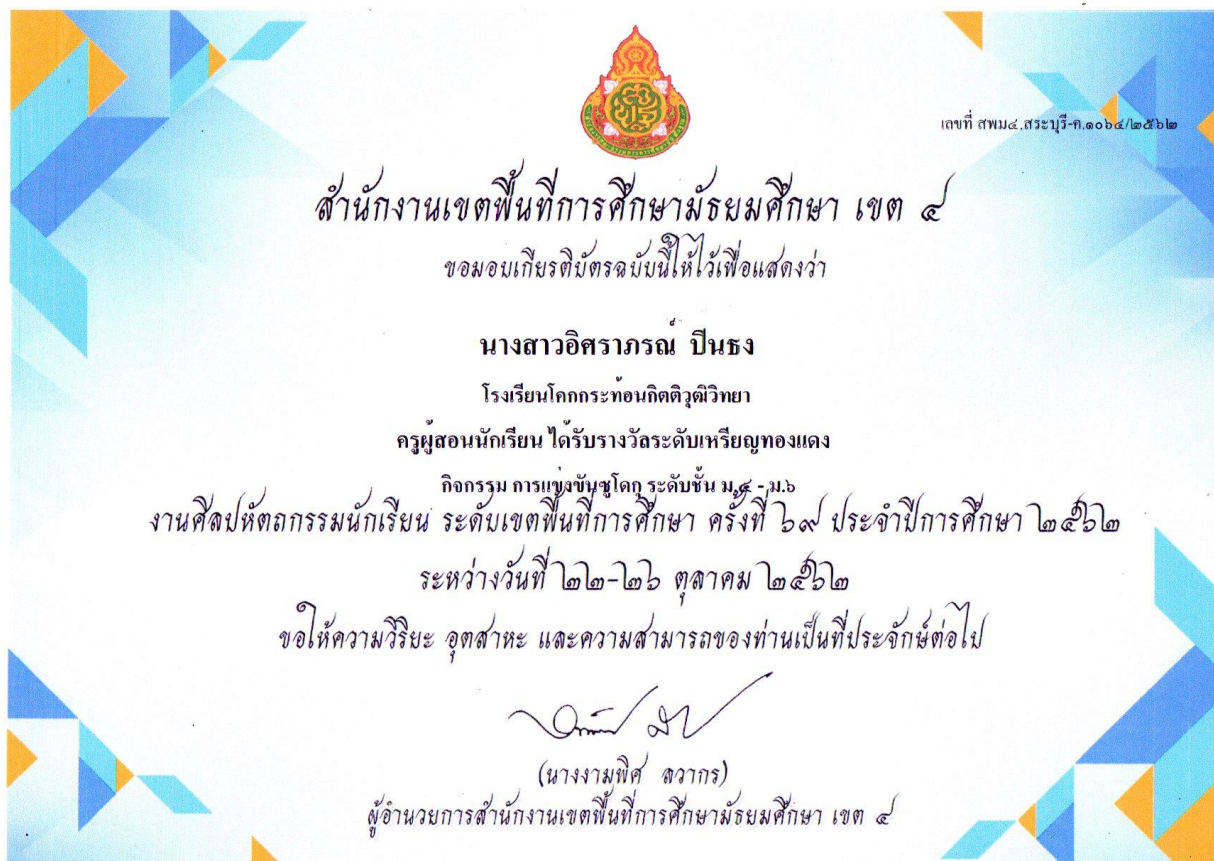 เลขที่ สพม๔.สระบุรี-ค.๑๐๖๔/๒๕๖๒
สำนักงานเขตพื้นที่การศึกษามัธยมศึกษา เขต ๔
ขอมอบเกียรติบัตรฉบับนี้ให้ไว้เพื่อแสดงว่า
นางสาวอิศราภรณ์ ปีนธง
โรงเรียนโคกกระท้อนกิตติวุฒิวิทยา
ครูผู้สอนนักเรียน ได้รับรางวัลระดับเหรียญทองแดง
กิจกรรม การแข่งขันซูโดกุ ระดับชั้น ม.๔ - ม.๖
งานศิลปหัตถกรรมนักเรียน ระดับเขตพื้นที่การศึกษา ครั้งที่ ๖๙ ประจำปีการศึกษา ๒๕๖๒
ระหว่างวันที่ ๒๒-๒๖ ตุลาคม ๒๕๖๒
ขอให้ความวิริยะ อุตสาหะ และความสามารถของท่านเป็นที่ประจักษ์ต่อไป
(นางงามพิศ ลวากร)
ผู้อำนวยการสำนักงานเขตพื้นที่การศึกษามัธยมศึกษา เขต ๔